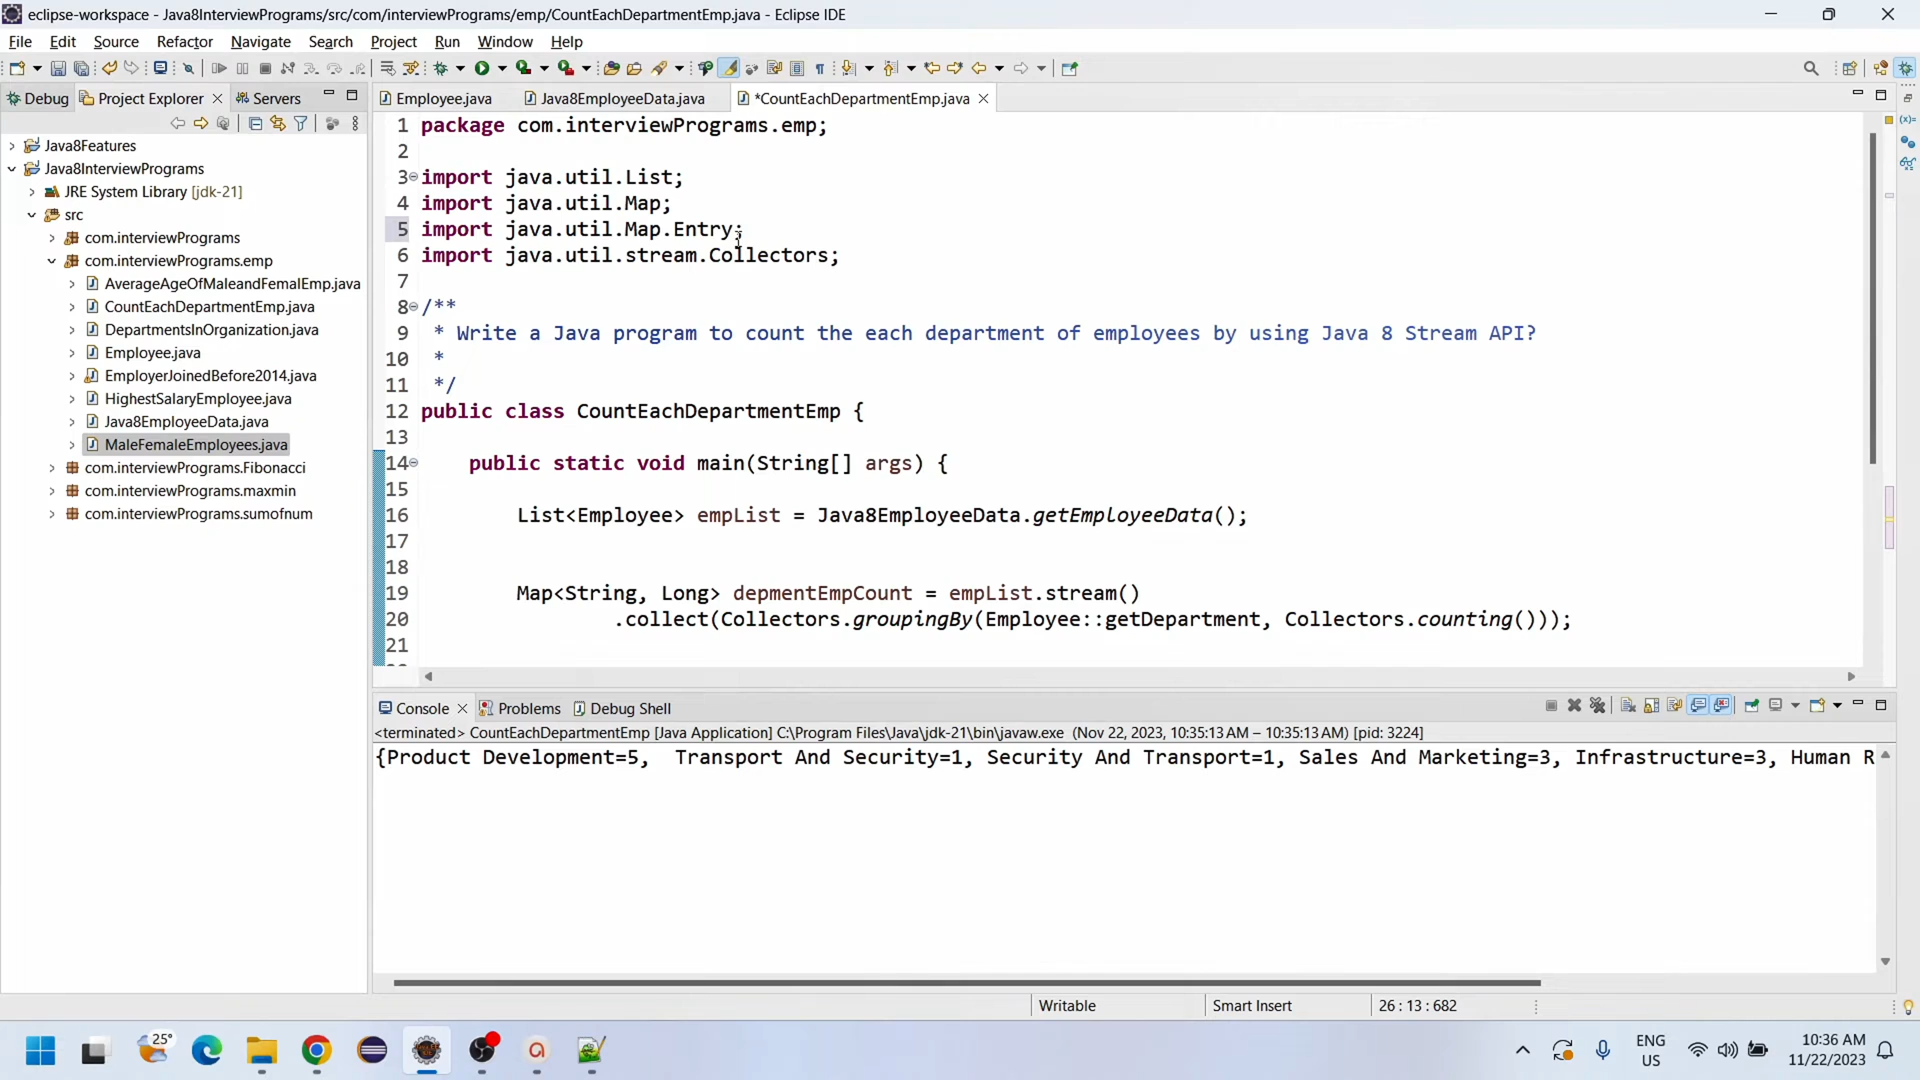 eclipse-workspace - Java8InterviewPrograms/src/com/interviewPrograms/emp/CountEachDepartmentEmp.java - Eclipse IDE
File Edit Source Refactor Navigate Search Project Run Window Help
Debug Project Explorer Servers
Employee.java Java8EmployeeData.java *CountEachDepartmentEmp.java
Java8Features
Java8InterviewPrograms
JRE System Library [jdk-21]
src
com.interviewPrograms
com.interviewPrograms.emp
AverageAgeOfMaleandFemalEmp.java
CountEachDepartmentEmp.java
DepartmentsInOrganization.java
Employee.java
EmployerJoinedBefore2014.java
HighestSalaryEmployee.java
Java8EmployeeData.java
MaleFemaleEmployees.java
com.interviewPrograms.Fibonacci
com.interviewPrograms.maxmin
com.interviewPrograms.sumofnum
1 package com.interviewPrograms.emp;
2
3 import java.util.List;
4 import java.util.Map;
5 import java.util.Map.Entry;
6 import java.util.stream.Collectors;
7
8 /**
9 * Write a Java program to count the each department of employees by using Java 8 Stream API?
10 *
11 */
12 public class CountEachDepartmentEmp {
13
14 public static void main(String[] args) {
15
16 List<Employee> empList = Java8EmployeeData.getEmployeeData();
17
18
19 Map<String, Long> depmentEmpCount = empList.stream()
20 .collect(Collectors.groupingBy(Employee::getDepartment, Collectors.counting()));
21
Console Problems Debug Shell
<terminated> CountEachDepartmentEmp [Java Application] C:\Program Files\Java\jdk-21\bin\javaw.exe (Nov 22, 2023, 10:35:13 AM – 10:35:13 AM) [pid: 3224]
{Product Development=5,  Transport And Security=1, Security And Transport=1, Sales And Marketing=3, Infrastructure=3, Human R
Writable Smart Insert 26 : 13 : 682
25°
ENG
US
10:36 AM
11/22/2023